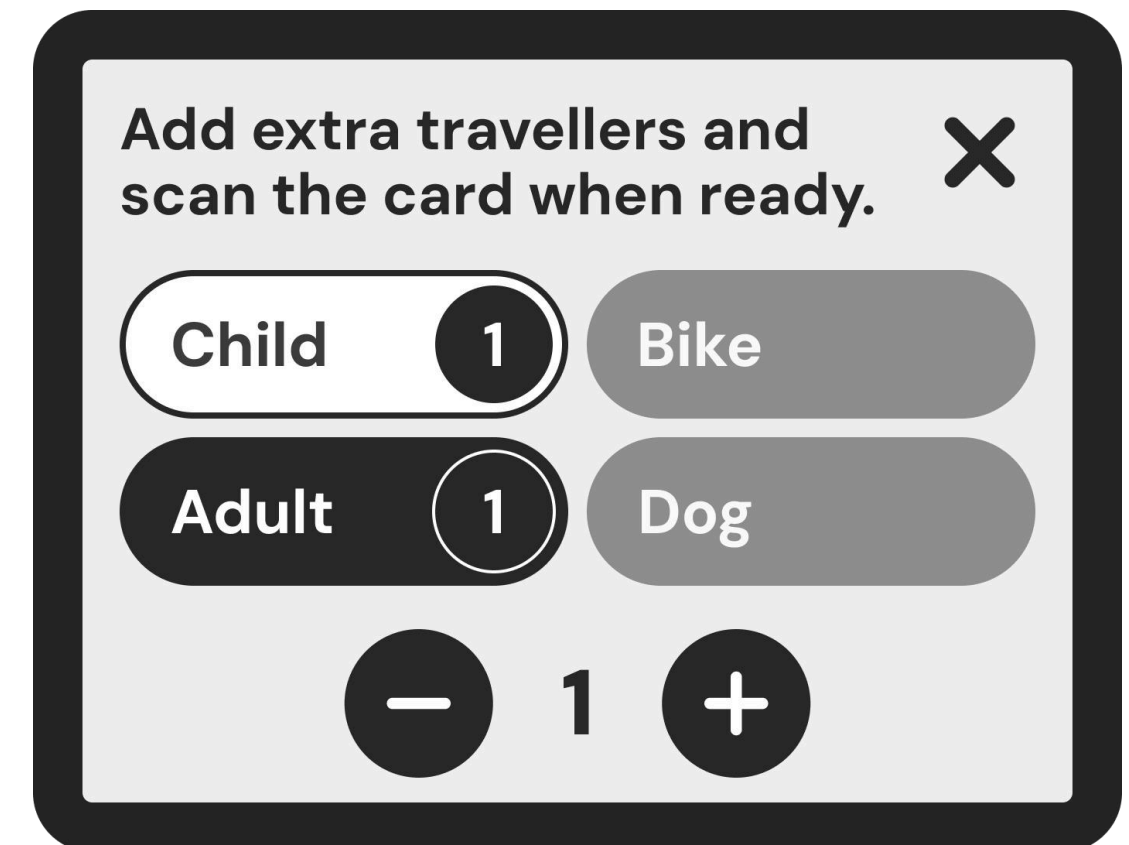 Add extra travellers and
scan the card when ready.
Child 1
Bike
Adult 1
Dog
1